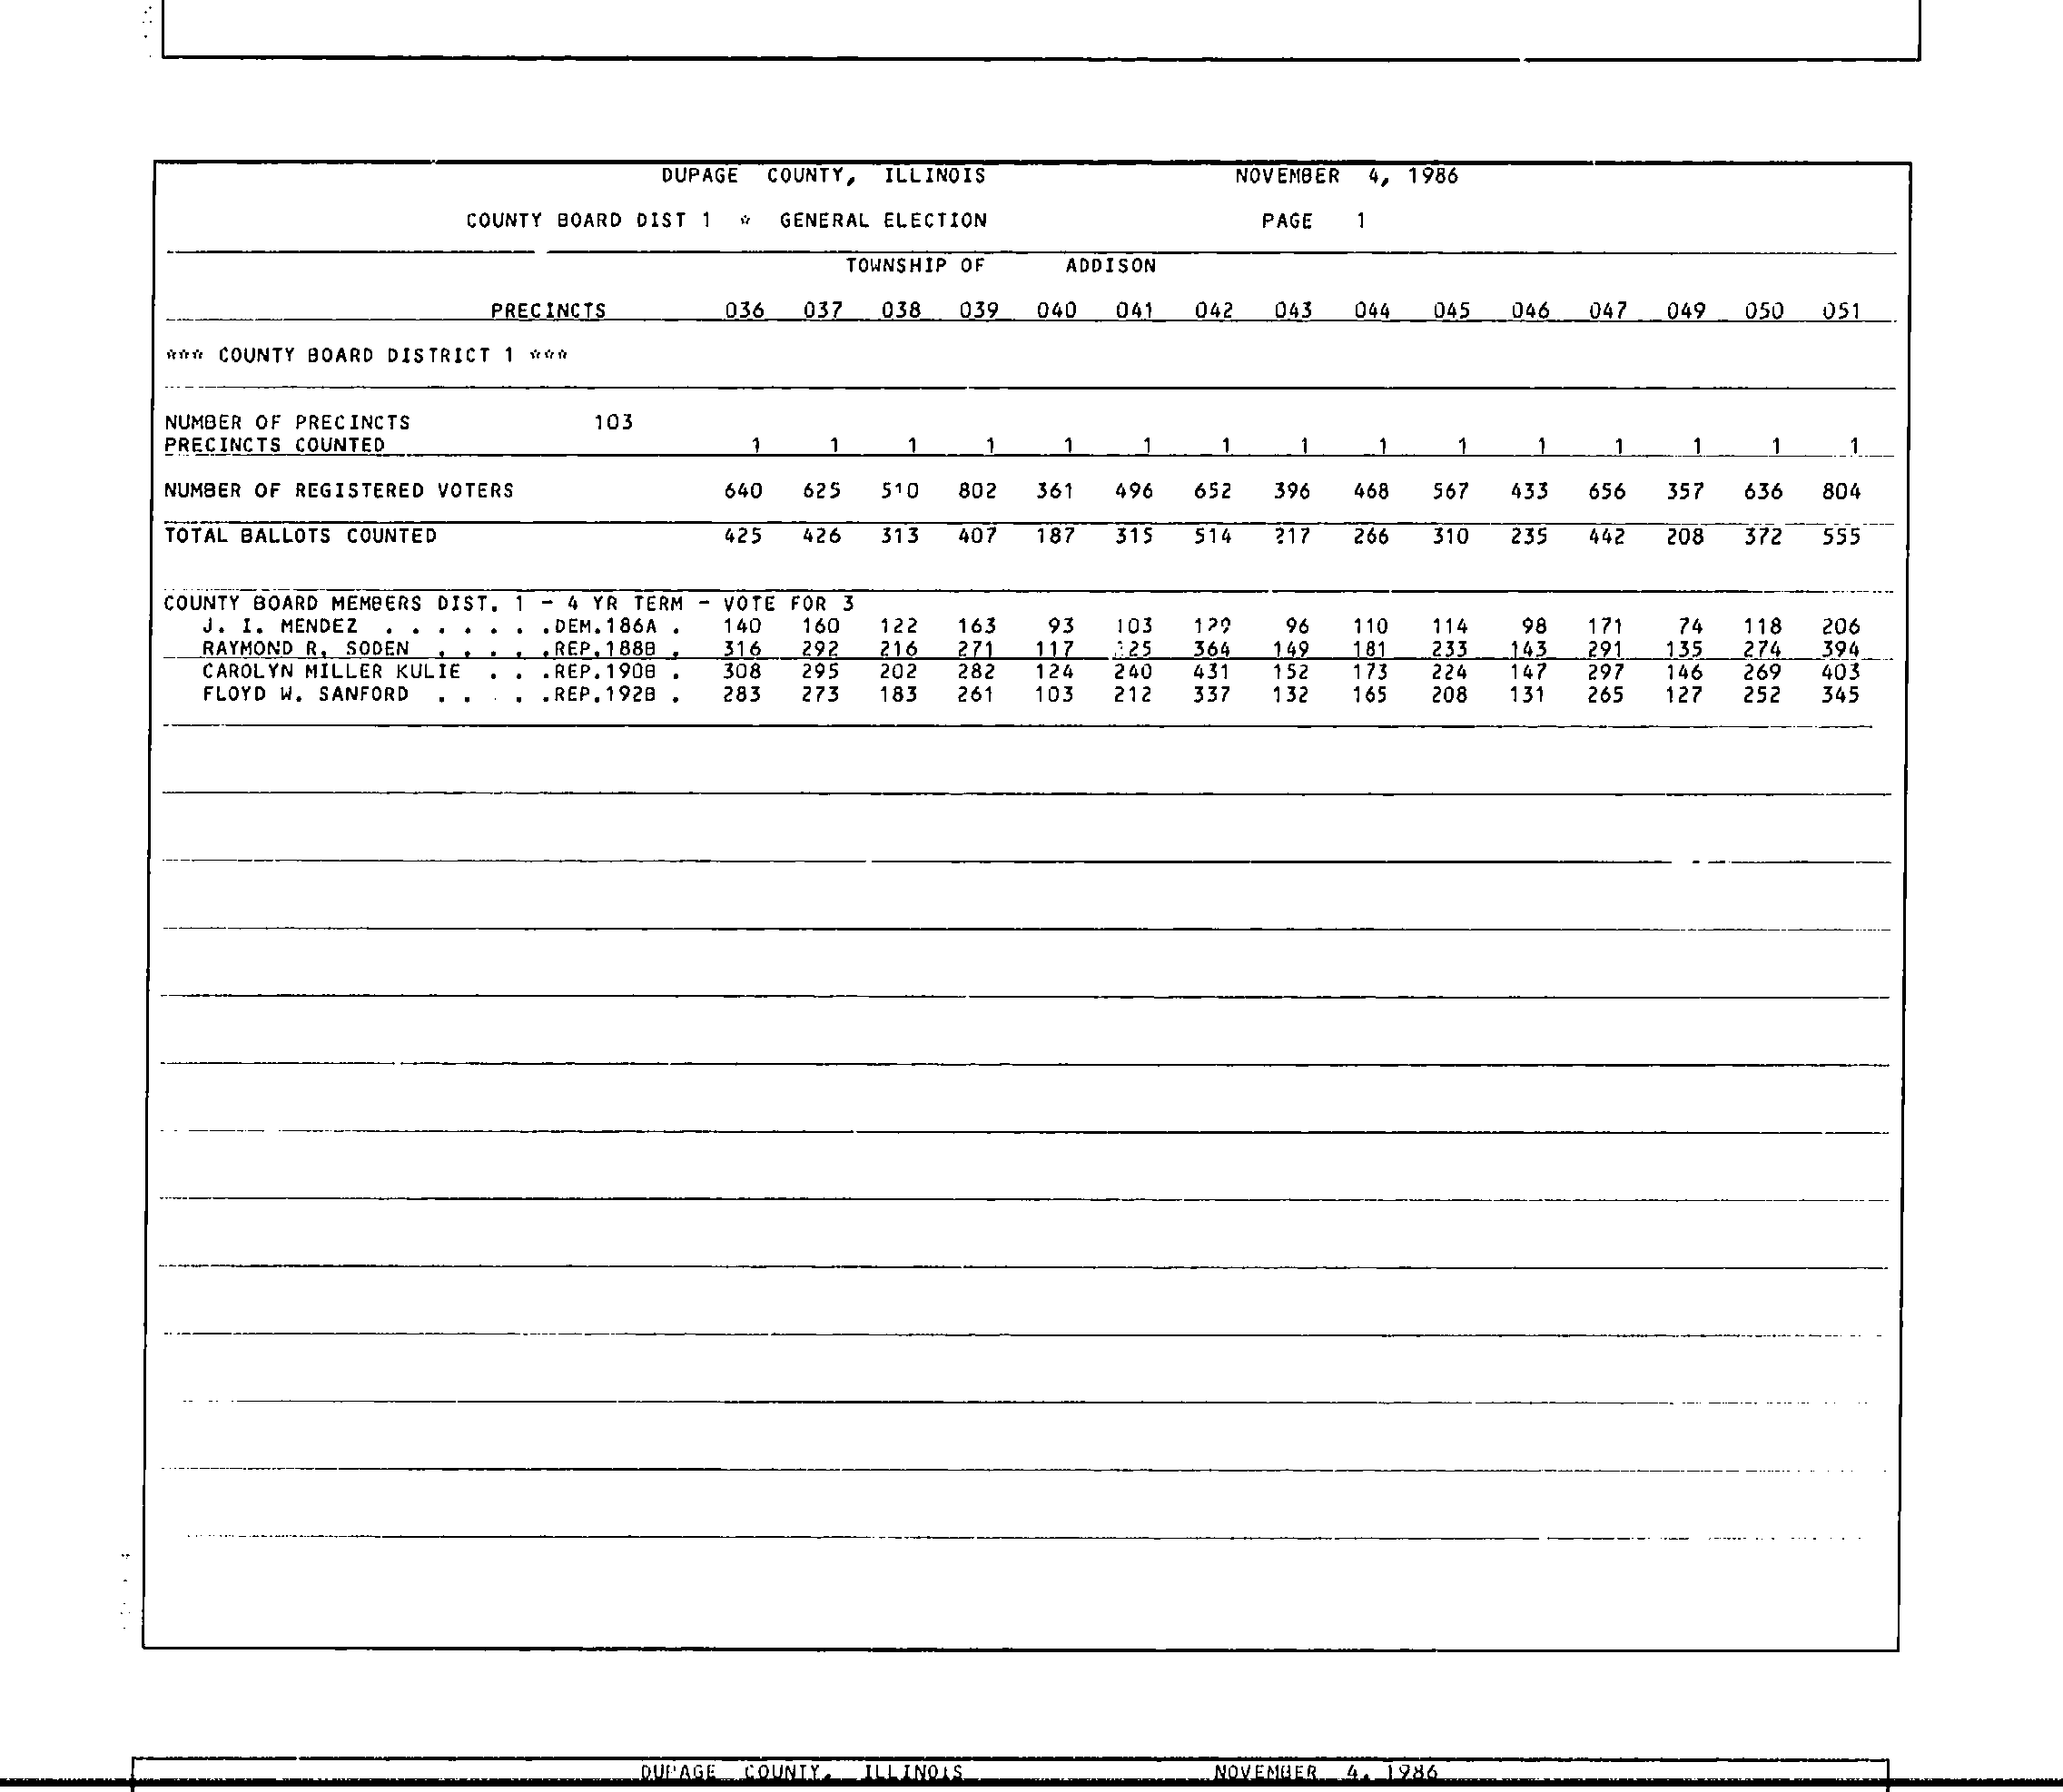 DUPAGE COUNTY, ILLINOIS NOVEMBER 4, 1986
COUNTY BOARD DIST 1 * GENERAL ELECTION PAGE 1
TOWNSHIP OF ADDISON
PRECINCTS 036 037 038 039 040 041 042 043 044 045 046 047 049 050 051
*** COUNTY BOARD DISTRICT 1 ***
NUMBER OF PRECINCTS 103
PRECINCTS COUNTED 1 1 1 1 1 1 1 1 1 1 1 1 1 1 1
NUMBER OF REGISTERED VOTERS 640 625 510 802 361 496 652 396 468 567 433 656 357 636 804
TOTAL BALLOTS COUNTED 425 426 313 407 187 315 514 217 266 310 235 442 208 372 555
COUNTY BOARD MEMBERS DIST. 1 - 4 YR TERM - VOTE FOR 3
J. I. MENDEZ . . . . . . .DEM.186A . 140 160 122 163 93 103 96 110 114 98 171 74 118 206
RAYMOND R. SODEN . . . . .REP.188B . 316 292 216 271 117 364 149 181 233 143 291 135 274 394
CAROLYN MILLER KULIE . . .REP.190B . 308 295 202 282 124 240 431 152 173 224 147 297 146 269 403
FLOYD W. SANFORD . . . . .REP.192B . 283 273 183 261 103 212 337 132 165 208 131 265 127 252 345
DUPAGE COUNTY, ILLINOIS NOVEMBER 4, 1986